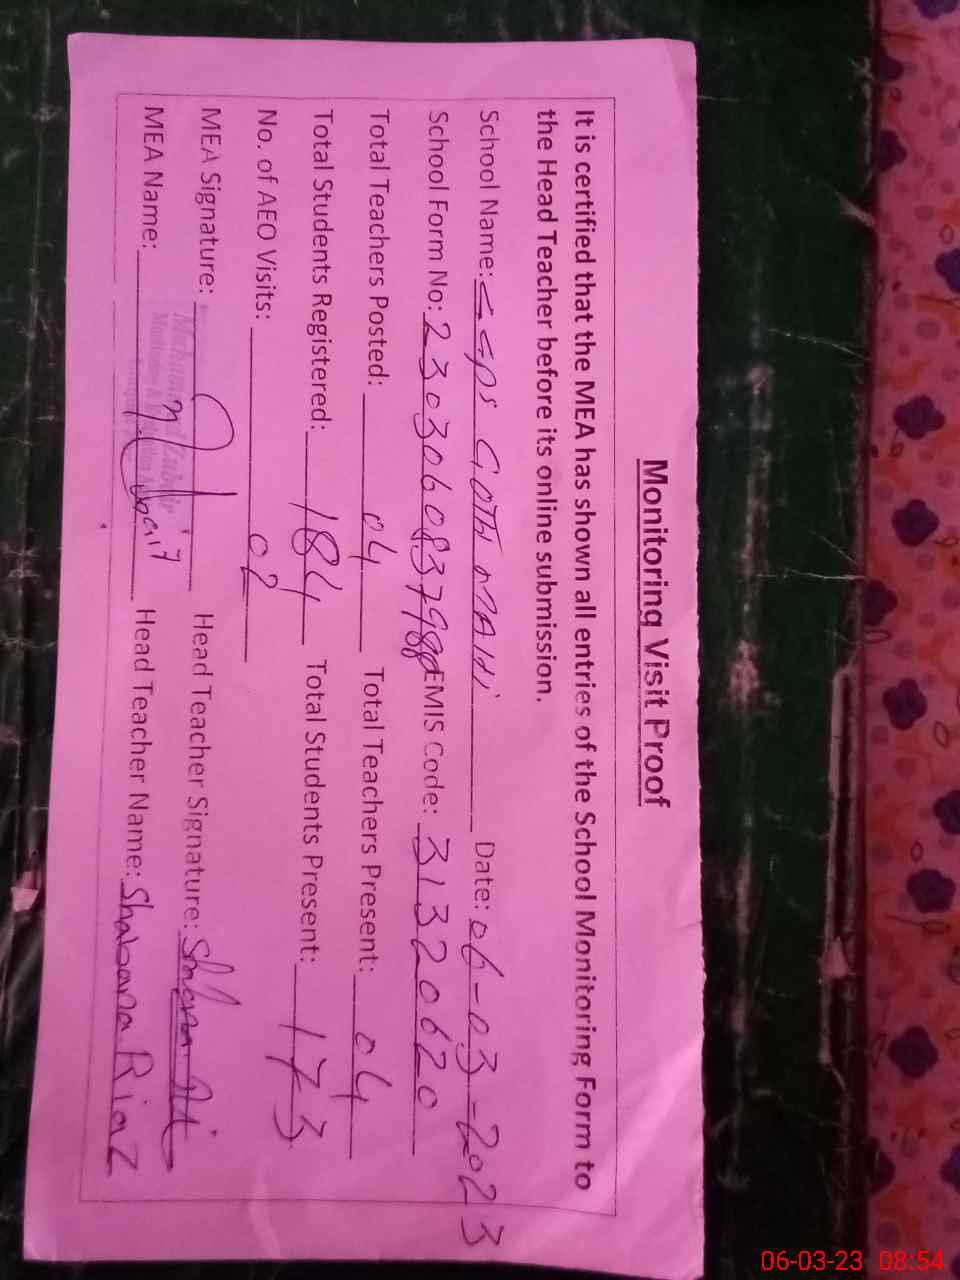 Monitoring Visit Proof
It is certified that the MEA has shown all entries of the School Monitoring Form to
the Head Teacher before its online submission.
School Name: GGPS GOTH MAHI Date: 06-03-2023
School Form No: EMIS Code: 31320620
Total Teachers Posted: 04 Total Teachers Present: 04
Total Students Registered: 184 Total Students Present: 173
No. of AEO Visits: 02
MEA Signature: Head Teacher Signature:
MEA Name: Head Teacher Name: Shabana Riaz
06-03-23 08:54